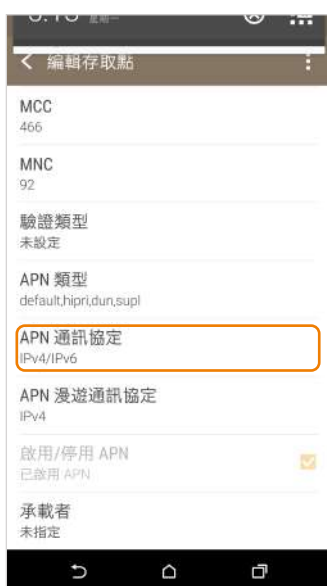 編輯存取點
MCC
466
MNC
92
驗證類型
未設定
APN 類型
default,hipri,dun,supl
APN 通訊協定
IPv4/IPv6
APN 漫遊通訊協定
IPv4
啟用/停用 APN
已啟用 APN
承載者
未指定